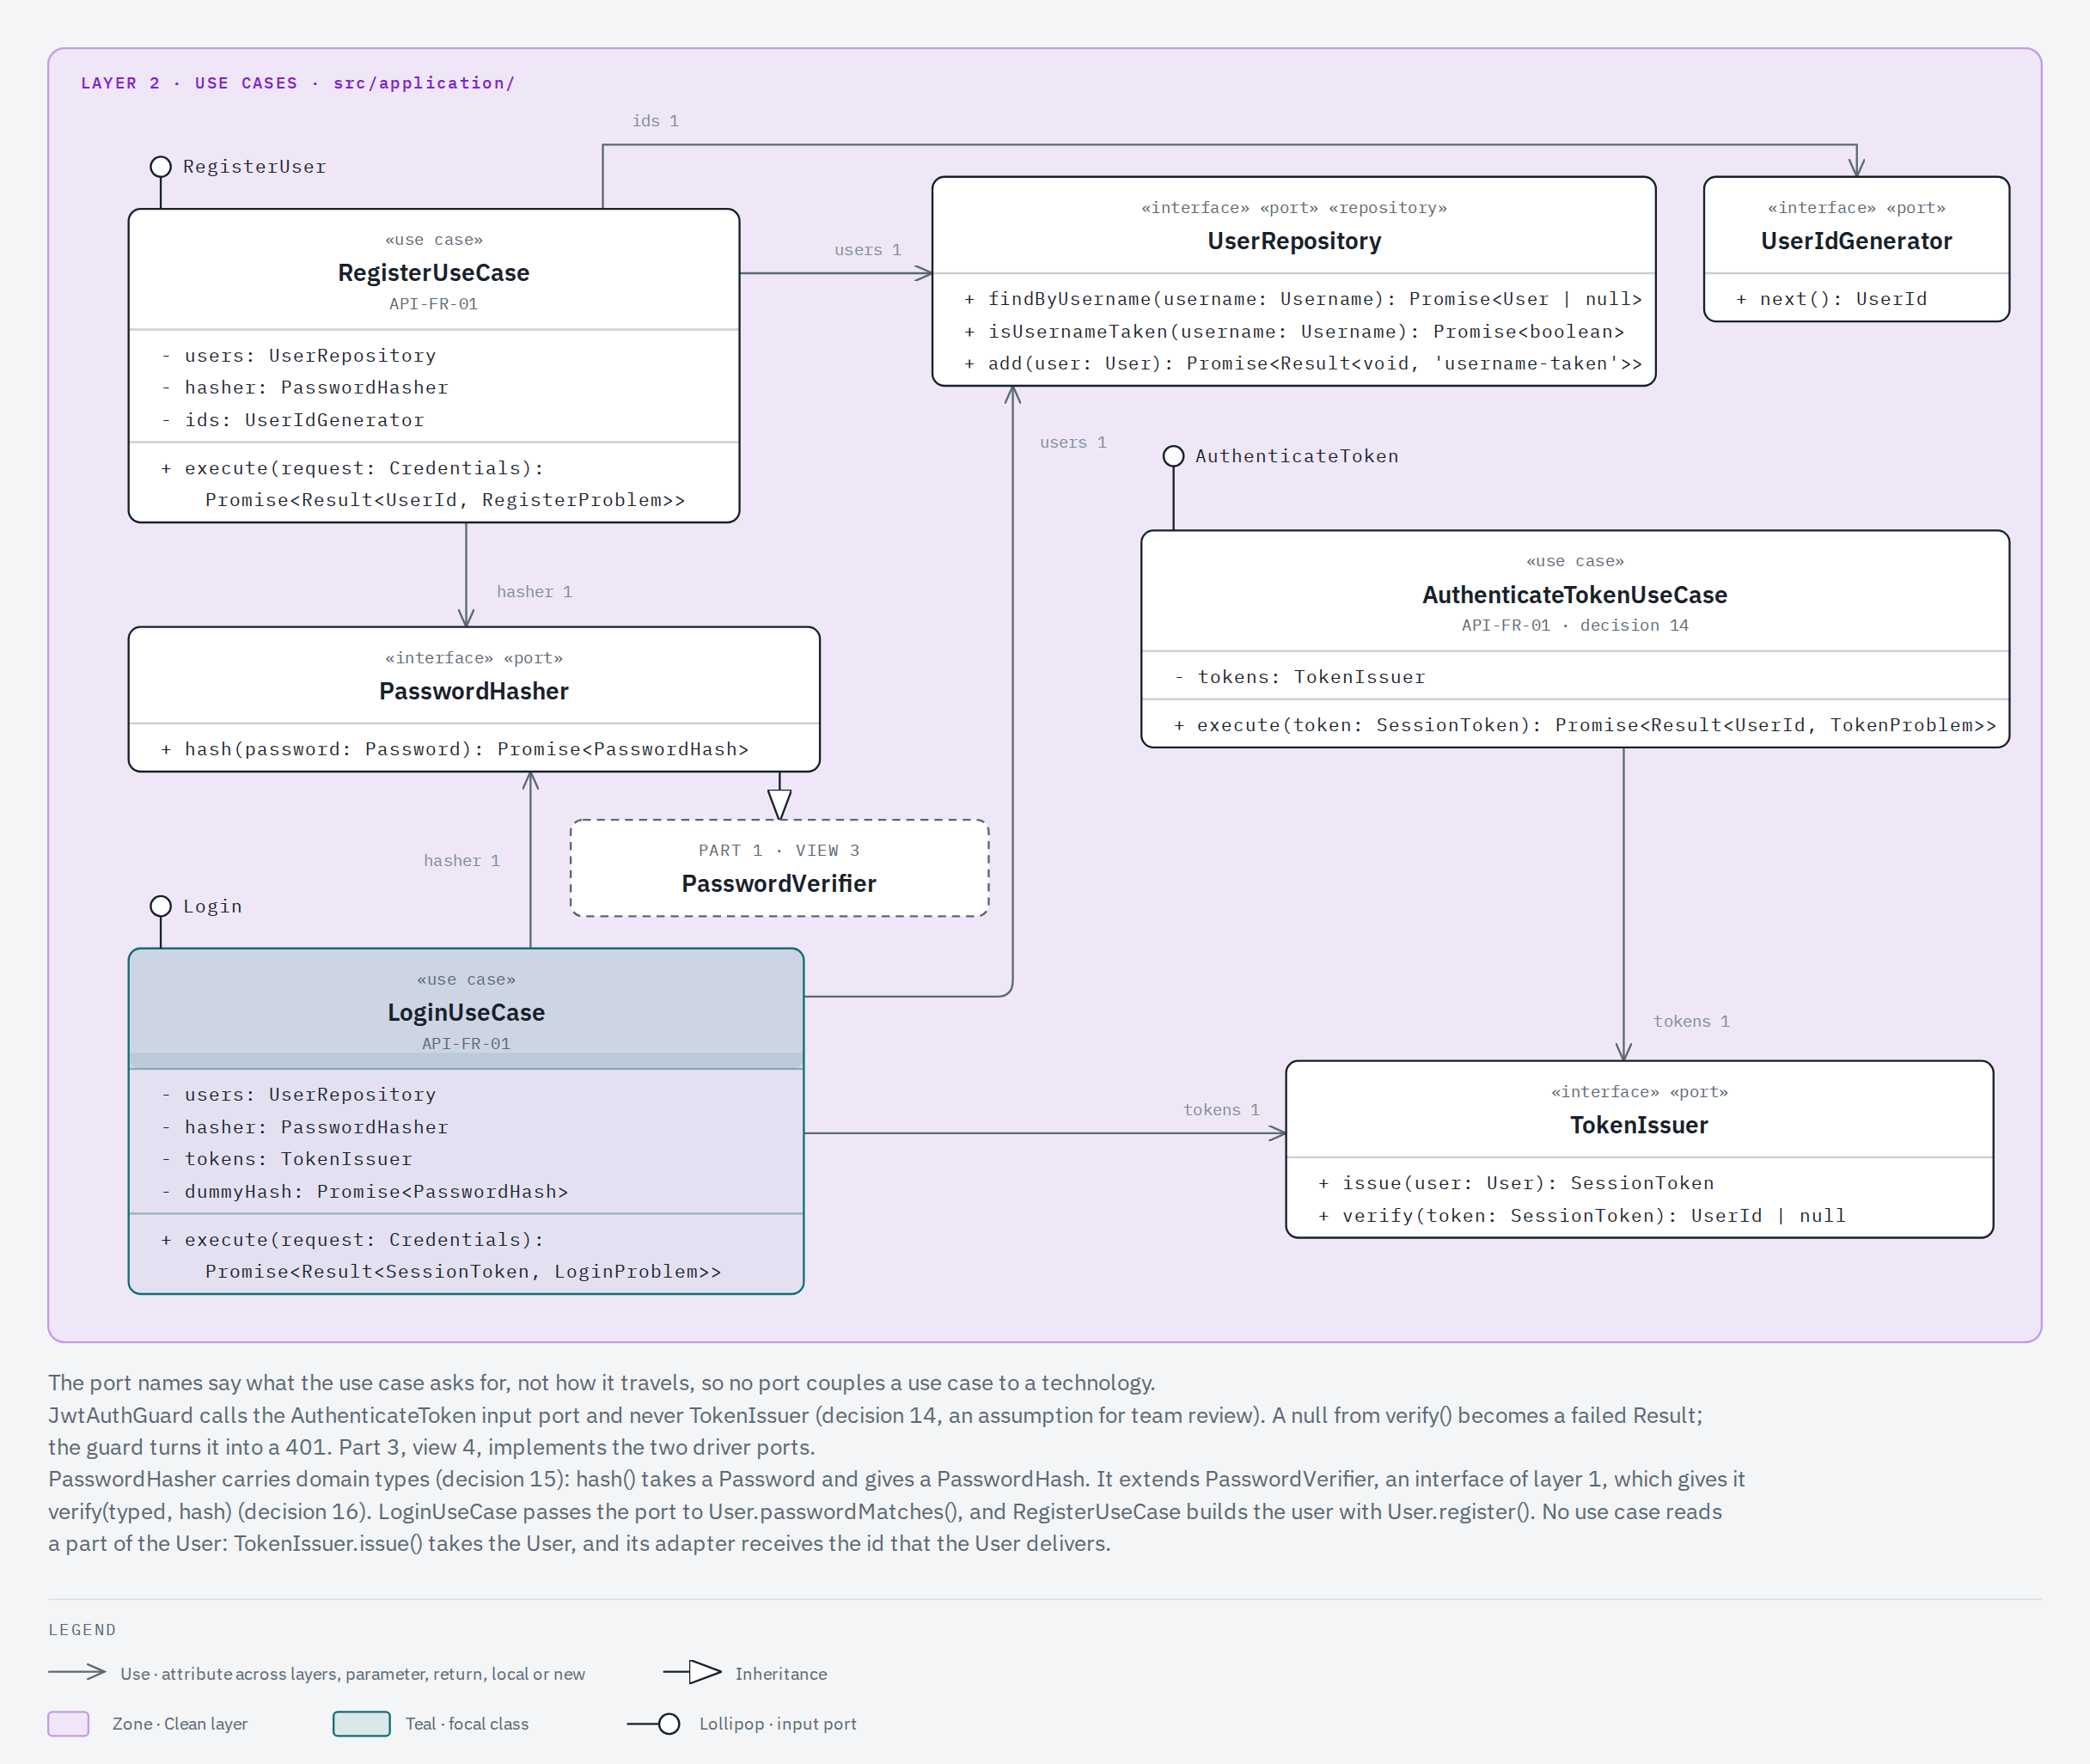 LAYER 2 · USE CASES · src/application/
ids 1
RegisterUser
«use case»
RegisterUseCase
API-FR-01
- users: UserRepository
- hasher: PasswordHasher
- ids: UserIdGenerator
+ execute(request: Credentials):
Promise<Result<UserId, RegisterProblem>>
users 1
«interface» «port» «repository»
UserRepository
+ findByUsername(username: Username): Promise<User | null>
+ isUsernameTaken(username: Username): Promise<boolean>
+ add(user: User): Promise<Result<void, 'username-taken'>>
«interface» «port»
UserIdGenerator
+ next(): UserId
users 1
AuthenticateToken
«use case»
AuthenticateTokenUseCase
API-FR-01 · decision 14
- tokens: TokenIssuer
+ execute(token: SessionToken): Promise<Result<UserId, TokenProblem>>
hasher 1
«interface» «port»
PasswordHasher
+ hash(password: Password): Promise<PasswordHash>
PART 1 · VIEW 3
PasswordVerifier
hasher 1
Login
«use case»
LoginUseCase
API-FR-01
- users: UserRepository
- hasher: PasswordHasher
- tokens: TokenIssuer
- dummyHash: Promise<PasswordHash>
+ execute(request: Credentials):
Promise<Result<SessionToken, LoginProblem>>
tokens 1
tokens 1
«interface» «port»
TokenIssuer
+ issue(user: User): SessionToken
+ verify(token: SessionToken): UserId | null
The port names say what the use case asks for, not how it travels, so no port couples a use case to a technology.
JwtAuthGuard calls the AuthenticateToken input port and never TokenIssuer (decision 14, an assumption for team review). A null from verify() becomes a failed Result;
the guard turns it into a 401. Part 3, view 4, implements the two driver ports.
PasswordHasher carries domain types (decision 15): hash() takes a Password and gives a PasswordHash. It extends PasswordVerifier, an interface of layer 1, which gives it
verify(typed, hash) (decision 16). LoginUseCase passes the port to User.passwordMatches(), and RegisterUseCase builds the user with User.register(). No use case reads
a part of the User: TokenIssuer.issue() takes the User, and its adapter receives the id that the User delivers.
LEGEND
Use · attribute across layers, parameter, return, local or new
Inheritance
Zone · Clean layer
Teal · focal class
Lollipop · input port